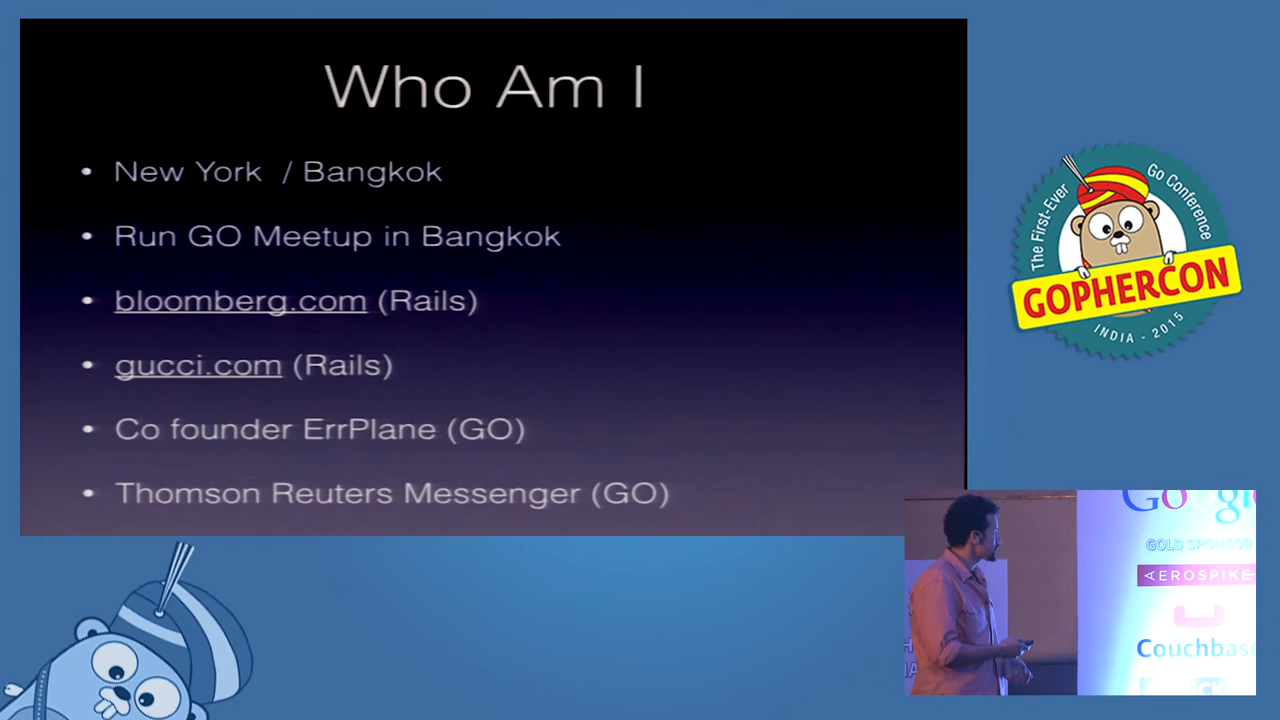 Who Am I
• New York / Bangkok
• Run GO Meetup in Bangkok
• bloomberg.com (Rails)
• gucci.com (Rails)
• Co founder ErrPlane (GO)
• Thomson Reuters Messenger (GO)
The First-Ever
Go Conference
GOPHERCON
INDIA - 2015
GOLD SPONSOR
AEROSPIKE
Couchbase